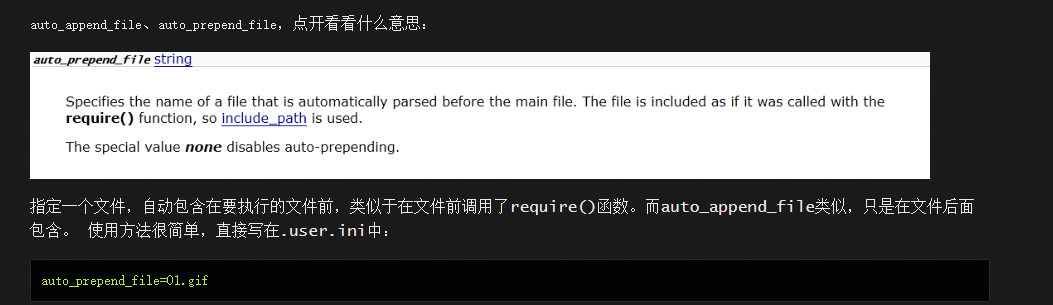 auto_append_file、auto_prepend_file，点开看看什么意思：
auto_prepend_file string
Specifies the name of a file that is automatically parsed before the main file. The file is included as if it was called with the
require() function, so include_path is used.
The special value none disables auto-prepending.
指定一个文件，自动包含在要执行的文件前，类似于在文件前调用了require()函数。而auto_append_file类似，只是在文件后面
包含。 使用方法很简单，直接写在.user.ini中：
auto_prepend_file=01.gif